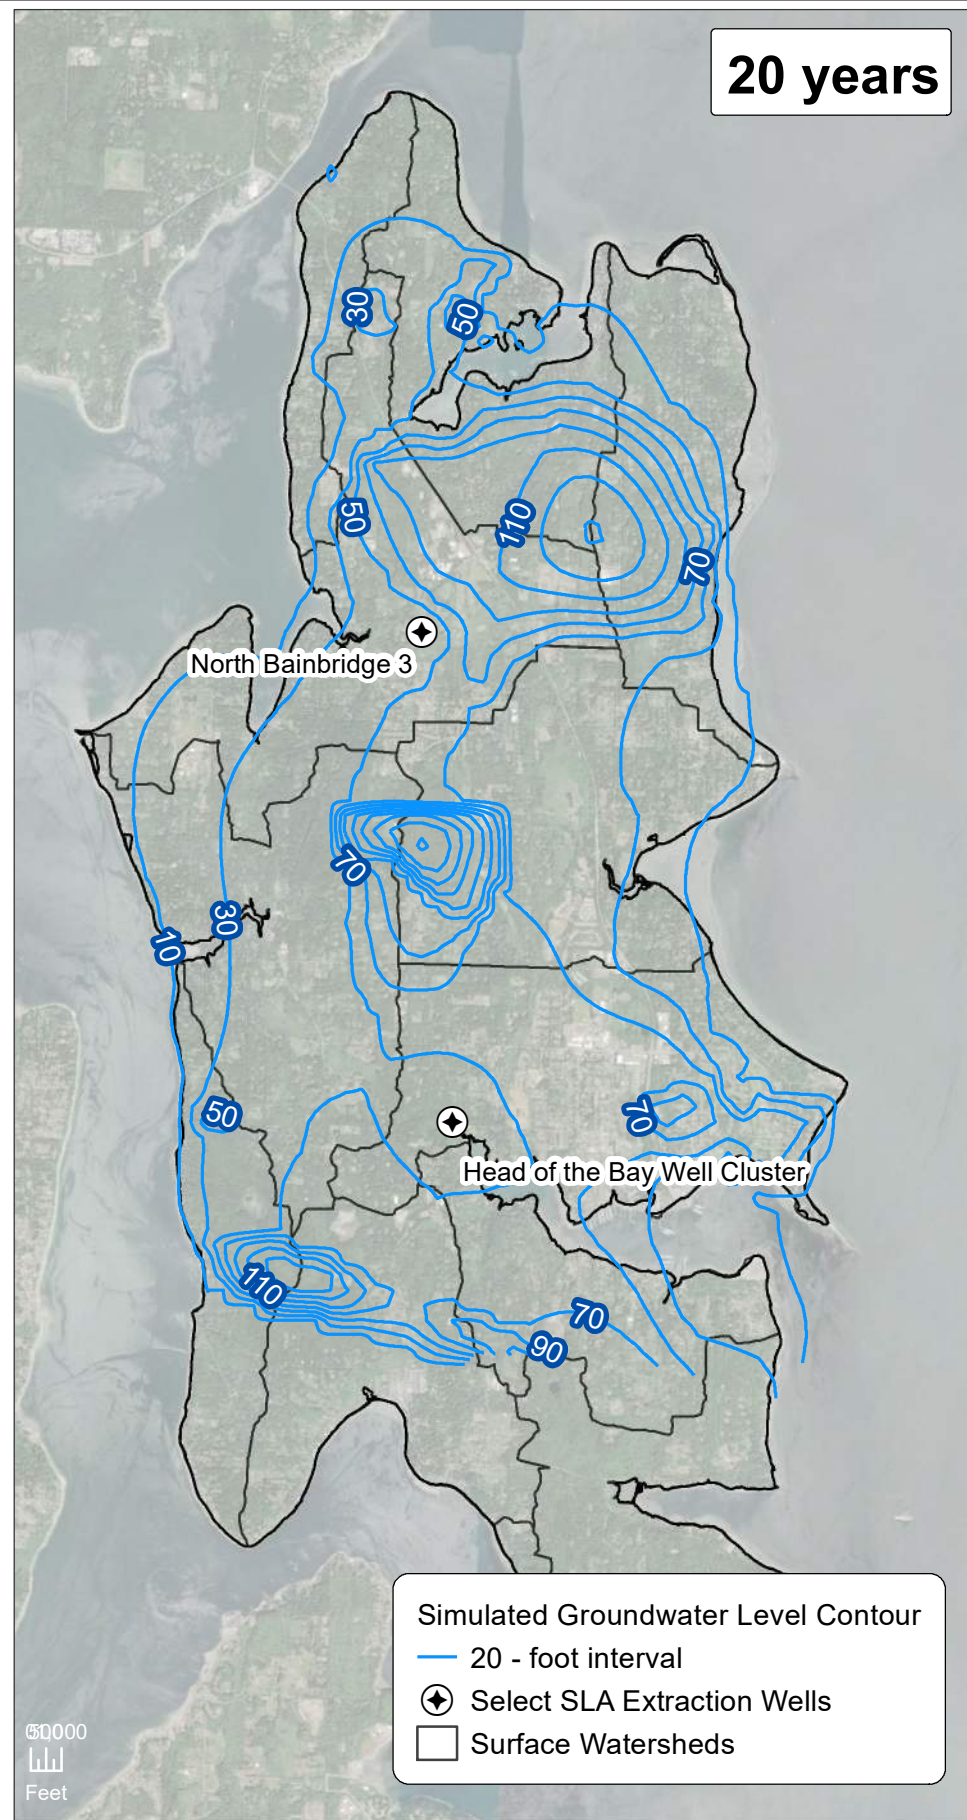 20 years
30
50
110
50
70
North Bainbridge 3
70
30
10
50
70
Head of the Bay Well Cluster
110
70
90
Simulated Groundwater Level Contour
20 - foot interval
Select SLA Extraction Wells
Surface Watersheds
Feet